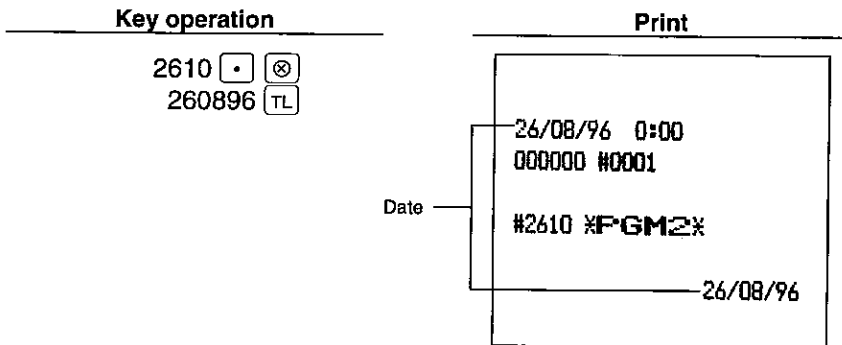 Key operation
2610 · ⊗
260896 TL
Print
26/08/96 0:00
000000 #0001
Date
#2610 *PGM2*
26/08/96